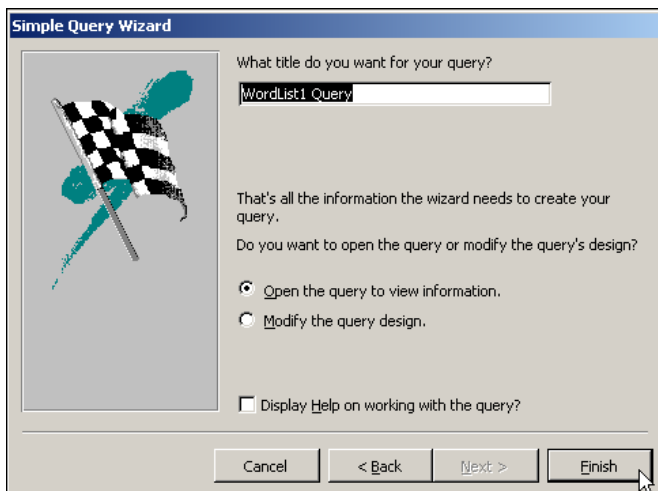 Simple Query Wizard
What title do you want for your query?
WordList1 Query
That's all the information the wizard needs to create your
query.
Do you want to open the query or modify the query's design?
Open the query to view information.
Modify the query design.
Display Help on working with the query?
Cancel
< Back
Next >
Finish